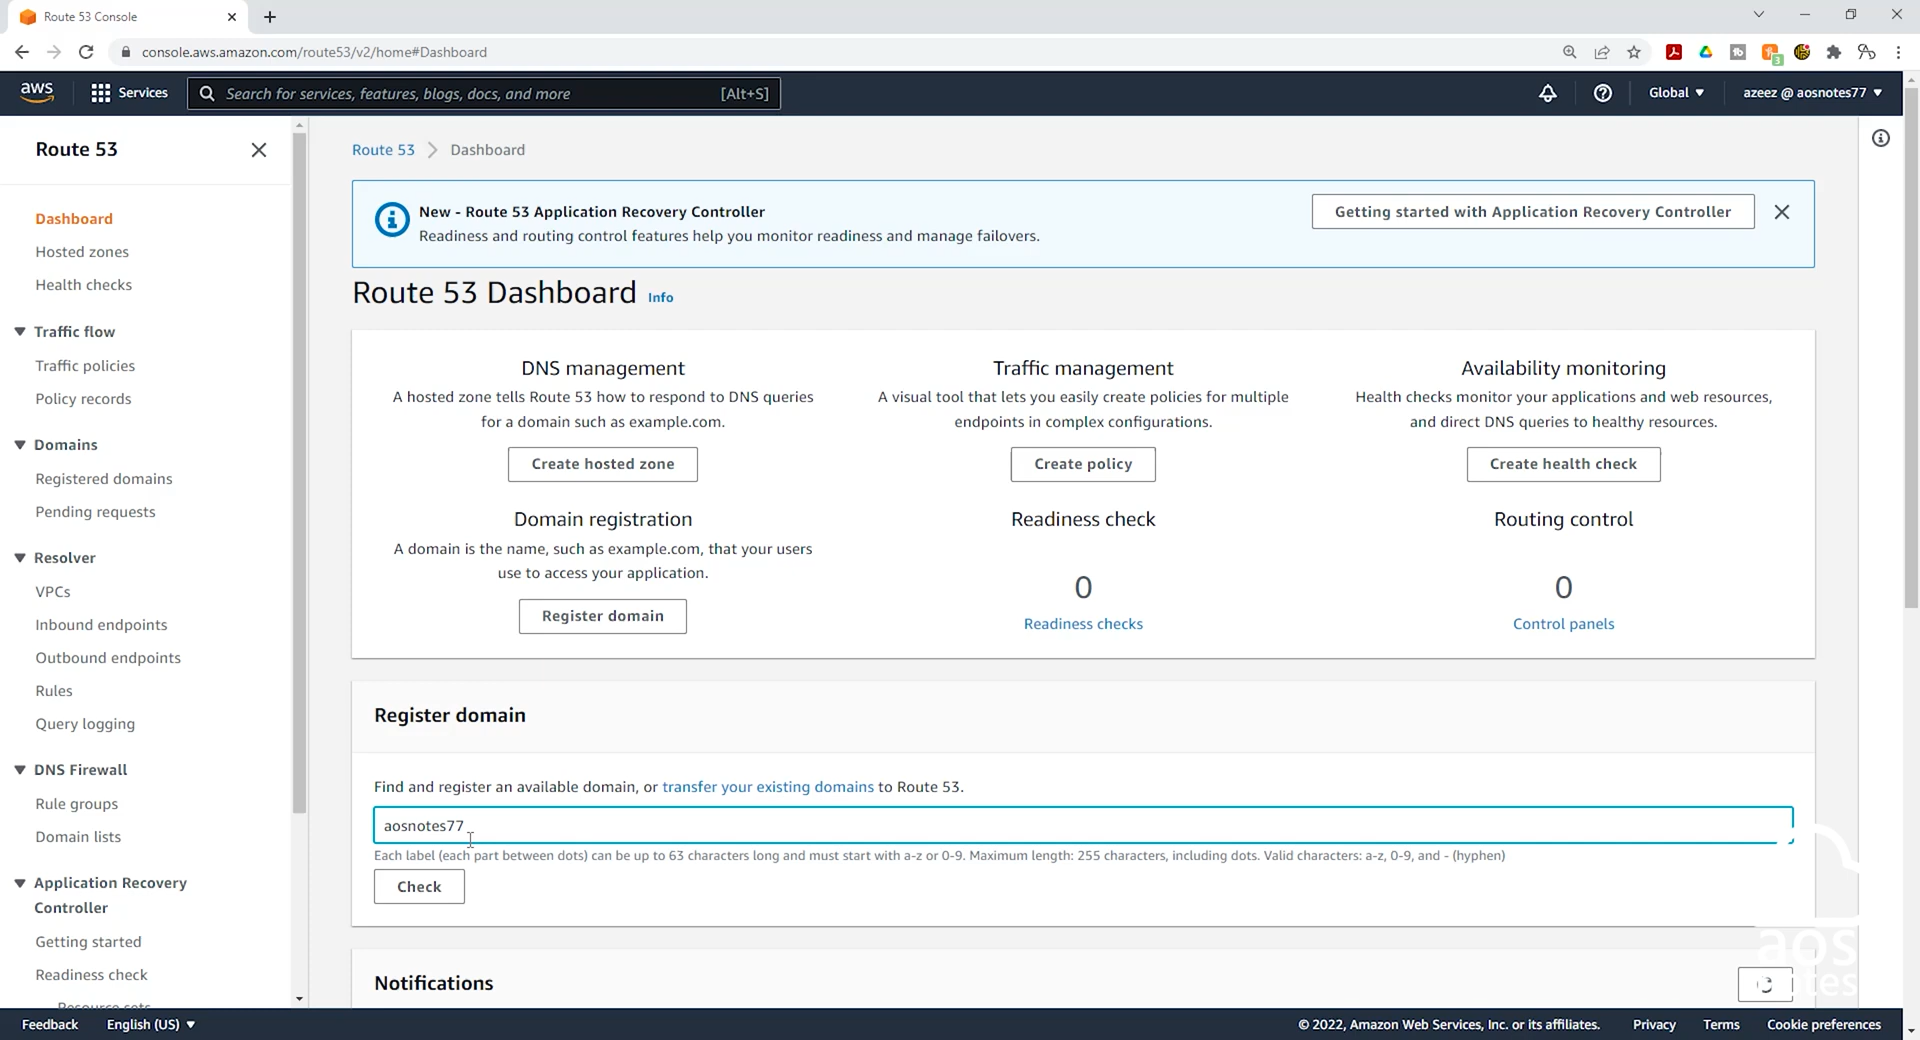 Route 53 Console
console.aws.amazon.com/route53/v2/home#Dashboard
3
aws
Services
Search for services, features, blogs, docs, and more
[Alt+S]
Global
azeez @ aosnotes77
Route 53
Dashboard
Hosted zones
Health checks
Traffic flow
Traffic policies
Policy records
Domains
Registered domains
Pending requests
Resolver
VPCs
Inbound endpoints
Outbound endpoints
Rules
Query logging
DNS Firewall
Rule groups
Domain lists
Application Recovery
Controller
Getting started
Readiness check
Resource sets
Route 53
Dashboard
New - Route 53 Application Recovery Controller
Readiness and routing control features help you monitor readiness and manage failovers.
Getting started with Application Recovery Controller
Route 53 Dashboard Info
DNS management
A hosted zone tells Route 53 how to respond to DNS queries
for a domain such as example.com.
Create hosted zone
Traffic management
A visual tool that lets you easily create policies for multiple
endpoints in complex configurations.
Create policy
Availability monitoring
Health checks monitor your applications and web resources,
and direct DNS queries to healthy resources.
Create health check
Domain registration
A domain is the name, such as example.com, that your users
use to access your application.
Register domain
Readiness check
0
Readiness checks
Routing control
0
Control panels
Register domain
Find and register an available domain, or transfer your existing domains to Route 53.
aosnotes77
Each label (each part between dots) can be up to 63 characters long and must start with a-z or 0-9. Maximum length: 255 characters, including dots. Valid characters: a-z, 0-9, and - (hyphen)
Check
Notifications
aos
notes
Feedback
English (US)
© 2022, Amazon Web Services, Inc. or its affiliates.
Privacy
Terms
Cookie preferences